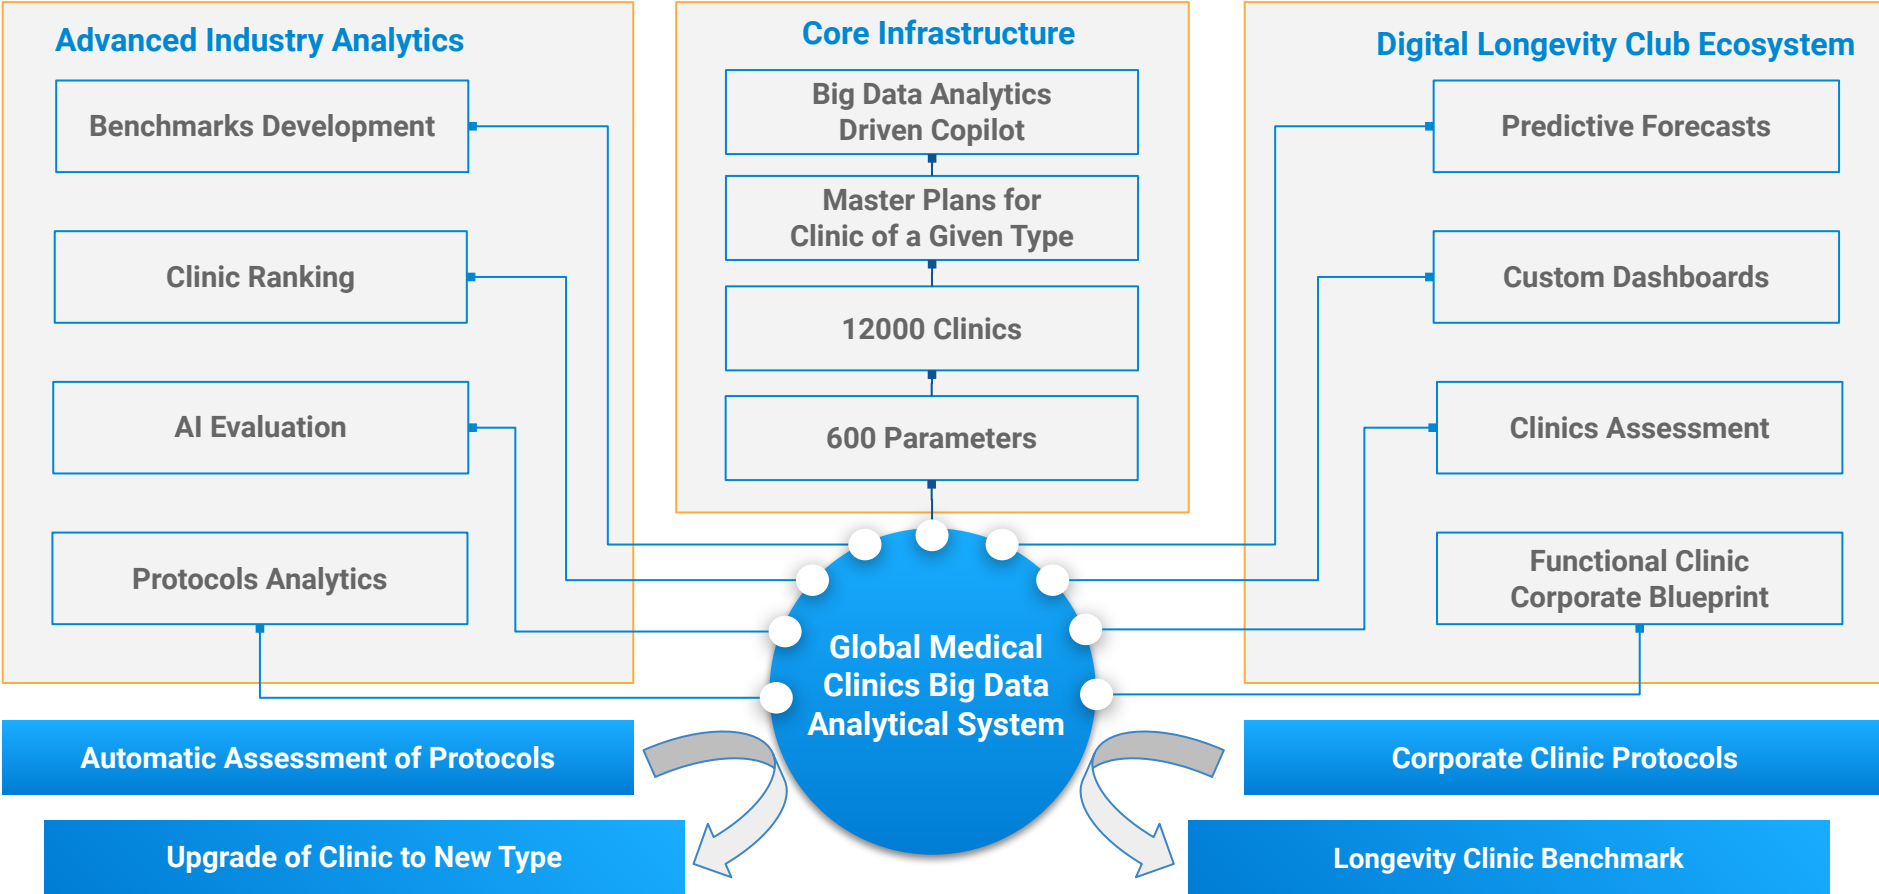 Advanced Industry Analytics
Benchmarks Development
Clinic Ranking
AI Evaluation
Protocols Analytics
Core Infrastructure
Big Data Analytics
Driven Copilot
Master Plans for
Clinic of a Given Type
12000 Clinics
600 Parameters
Digital Longevity Club Ecosystem
Predictive Forecasts
Custom Dashboards
Clinics Assessment
Functional Clinic
Corporate Blueprint
Global Medical
Clinics Big Data
Analytical System
Automatic Assessment of Protocols
Upgrade of Clinic to New Type
Corporate Clinic Protocols
Longevity Clinic Benchmark